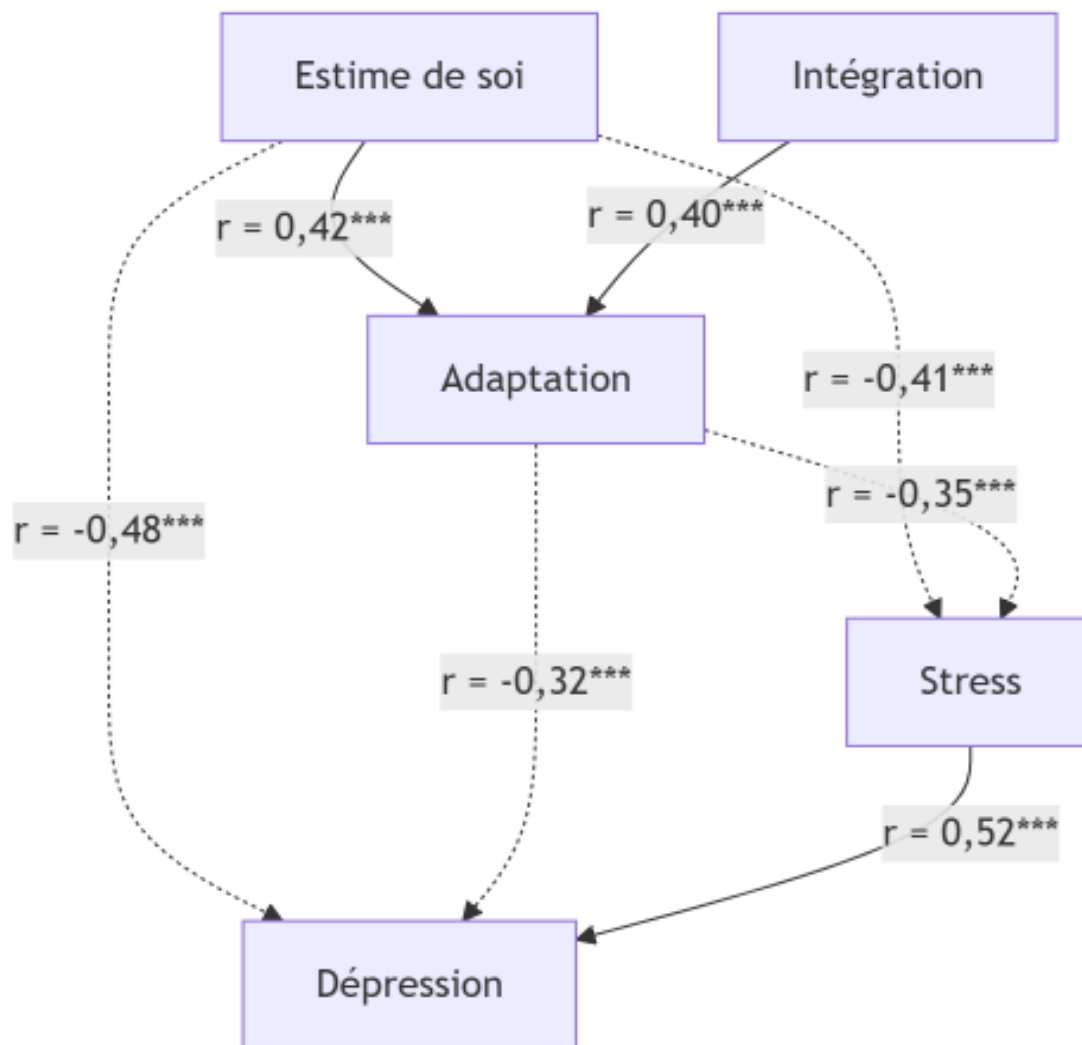 Estime de soi
Intégration
r = 0,42***
r = 0,40***
Adaptation
r = -0,41***
r = -0,35***
r = -0,48***
r = -0,32***
Stress
r = 0,52***
Dépression